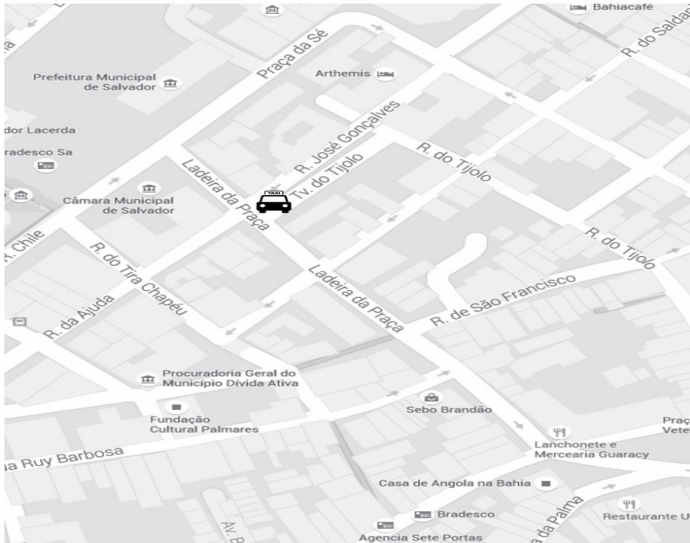 Bahiacafé
R. do Saldan
Praça da Sé
Prefeitura Municipal
de Salvador
Arthemis
dor Lacerda
radesco Sa
R. José Gonçalves
R. do Tijolo
Tv. do Tijolo
TAXI
Ladeira da Praça
Câmara Municipal
de Salvador
R. Chile
R. do Tira Chapéu
R. do Tijolo
Ladeira da Praça
R. de São Francisco
R. da Ajuda
Procuradoria Geral do
Município Dívida Ativa
Sebo Brandão
Fundação
Cultural Palmares
Praç
Vete
Lanchonete e
Mercearia Guaracy
ua Ruy Barbosa
Casa de Angola na Bahia
Bradesco
Restaurante U
a da Palma
Av. B
Agencia Sete Portas